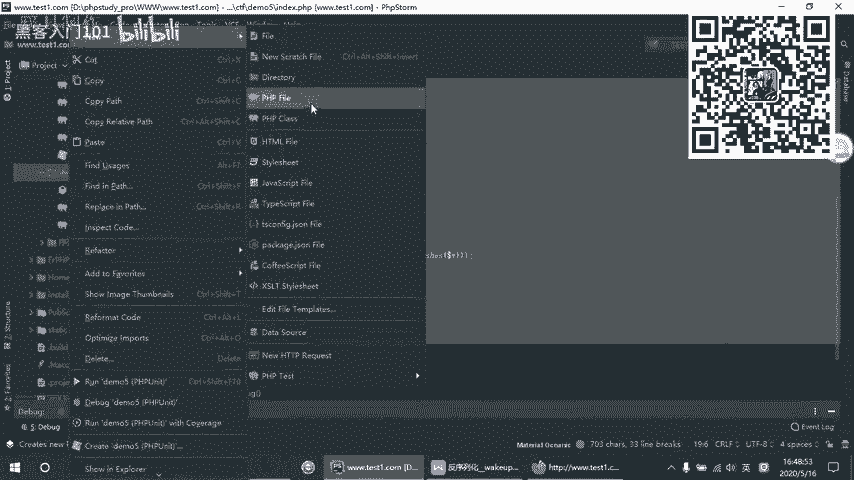 www.test1.com [D:\phpstudy_pro\WWW\www.test1.com] - ...\ctf\demo5\index.php [www.test1.com] - PhpStorm
黑客入门101 bilibili
www.test1.com
1: Project
Project
Cut
Copy Ctrl+C
Copy Path Ctrl+Shift+C
Copy Relative Path Ctrl+Alt+Shift+C
Paste Ctrl+V
Find Usages Alt+F7
Find in Path... Ctrl+Shift+F
Replace in Path... Ctrl+Shift+R
Inspect Code...
Refactor
Add to Favorites
Show Image Thumbnails Ctrl+Shift+T
Reformat Code Ctrl+Alt+L
Optimize Imports Ctrl+Alt+O
Delete...
Run 'demo5 (PHPUnit)' Ctrl+Shift+F10
Debug 'demo5 (PHPUnit)'
Run 'demo5 (PHPUnit)' with Coverage
Create 'demo5 (PHPUnit)'...
Show in Explorer
File
New Scratch File Ctrl+Alt+Shift+Insert
Directory
PHP File
PHP Class
HTML File
Stylesheet
JavaScript File
TypeScript File
tsconfig.json File
package.json File
CoffeeScript File
XSLT Stylesheet
Edit File Templates...
Data Source
New HTTP Request
PHP Test
Database
Public
Structure
2: Favorites
Debug:
5: Debug
Event Log
Material Oceanic 703 chars, 33 line breaks 19:6 CRLF UTF-8 4 spaces
www.test1.com [D...
反序列化_wakeup...
http://www.test1.c...
英
16:48:53
2020/5/16